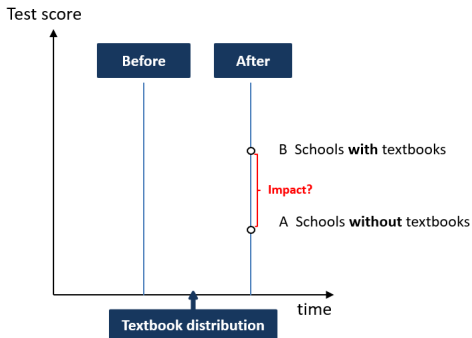 Test score
Before
After
B Schools with textbooks
Impact?
A Schools without textbooks
time
Textbook distribution